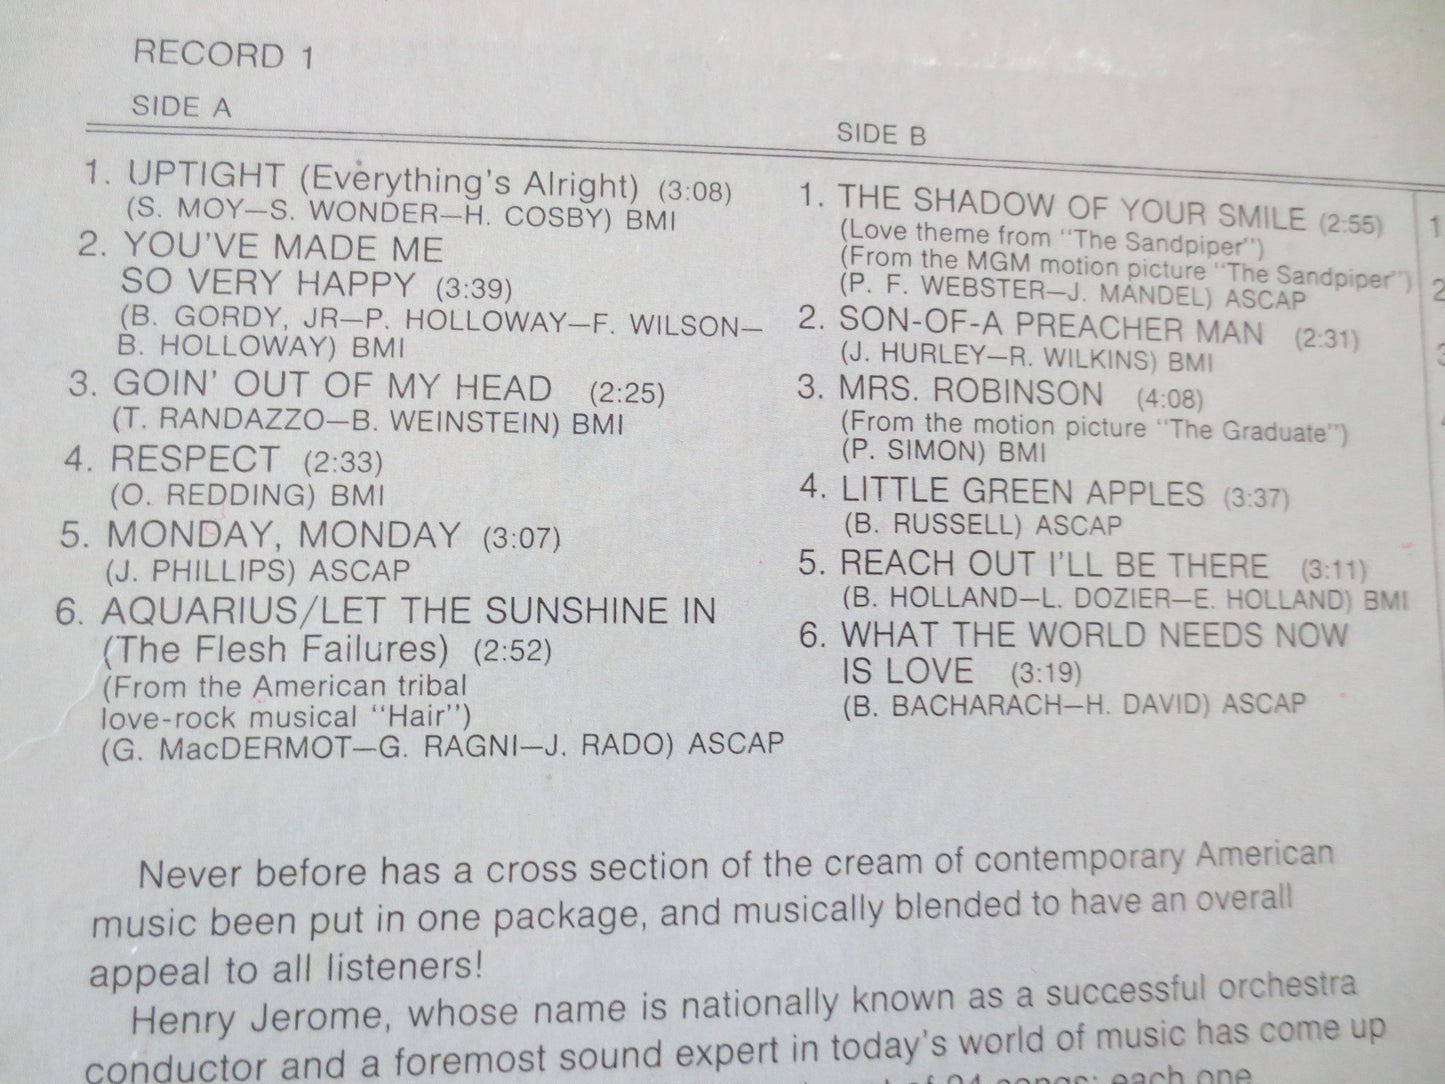 RECORD 1
SIDE A
1. UPTIGHT (Everything's Alright) (3:08)
(S. MOY—S. WONDER—H. COSBY) BMI
2. YOU'VE MADE ME
SO VERY HAPPY (3:39)
(B. GORDY, JR—P. HOLLOWAY—F. WILSON—
B. HOLLOWAY) BMI
3. GOIN' OUT OF MY HEAD (2:25)
(T. RANDAZZO—B. WEINSTEIN) BMI
4. RESPECT (2:33)
(O. REDDING) BMI
5. MONDAY, MONDAY (3:07)
(J. PHILLIPS) ASCAP
6. AQUARIUS/LET THE SUNSHINE IN
(The Flesh Failures) (2:52)
(From the American tribal
love-rock musical "Hair")
(G. MacDERMOT—G. RAGNI—J. RADO) ASCAP
SIDE B
1. THE SHADOW OF YOUR SMILE (2:55)
(Love theme from "The Sandpiper")
(From the MGM motion picture "The Sandpiper")
(P. F. WEBSTER—J. MANDEL) ASCAP
2. SON-OF-A PREACHER MAN (2:31)
(J. HURLEY—R. WILKINS) BMI
3. MRS. ROBINSON (4:08)
(From the motion picture "The Graduate")
(P. SIMON) BMI
4. LITTLE GREEN APPLES (3:37)
(B. RUSSELL) ASCAP
5. REACH OUT I'LL BE THERE (3:11)
(B. HOLLAND—L. DOZIER—E. HOLLAND) BMI
6. WHAT THE WORLD NEEDS NOW
IS LOVE (3:19)
(B. BACHARACH—H. DAVID) ASCAP
1
2
3
Never before has a cross section of the cream of contemporary American
music been put in one package, and musically blended to have an overall
appeal to all listeners!
Henry Jerome, whose name is nationally known as a successful orchestra
conductor and a foremost sound expert in today's world of music has come up
of 24 songs; each one